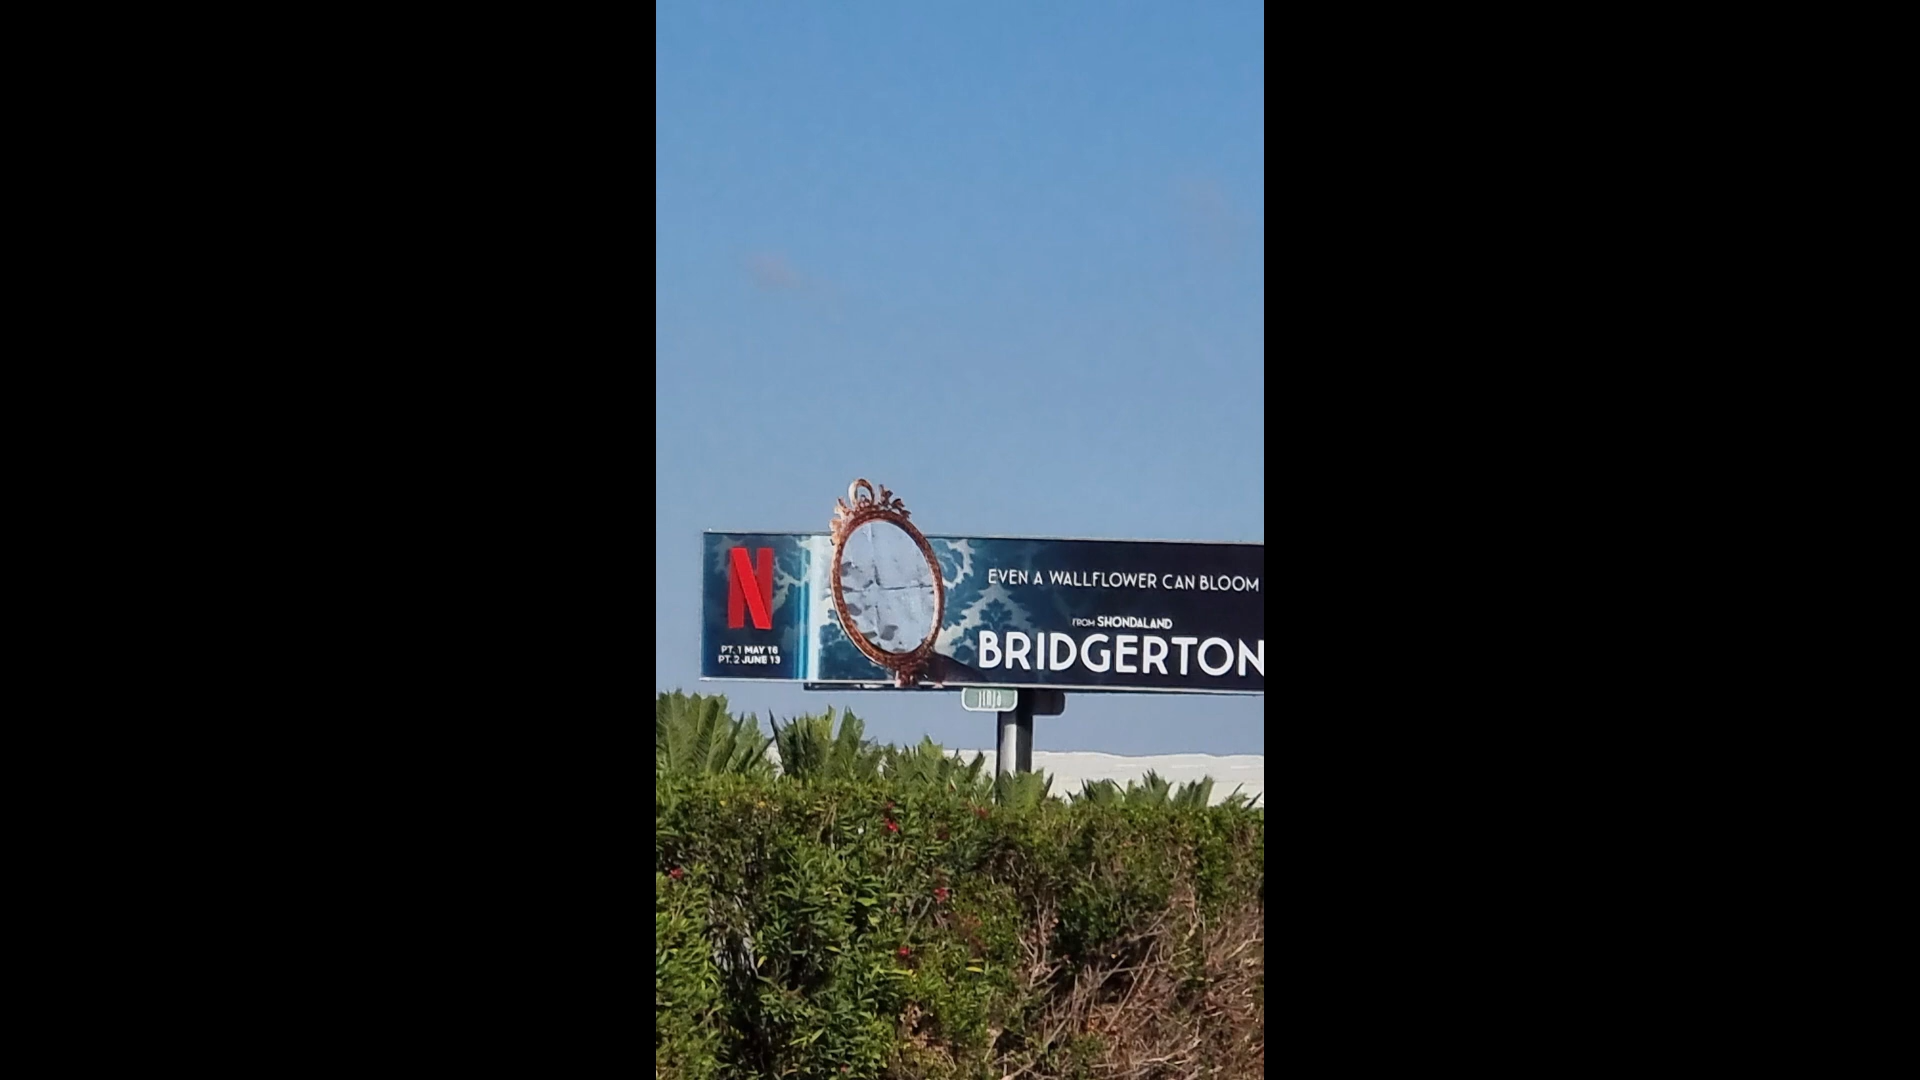 N
PT. 1 MAY 16
PT. 2 JUNE 13
EVEN A WALLFLOWER CAN BLOOM
FROM SHONDALAND
BRIDGERTON